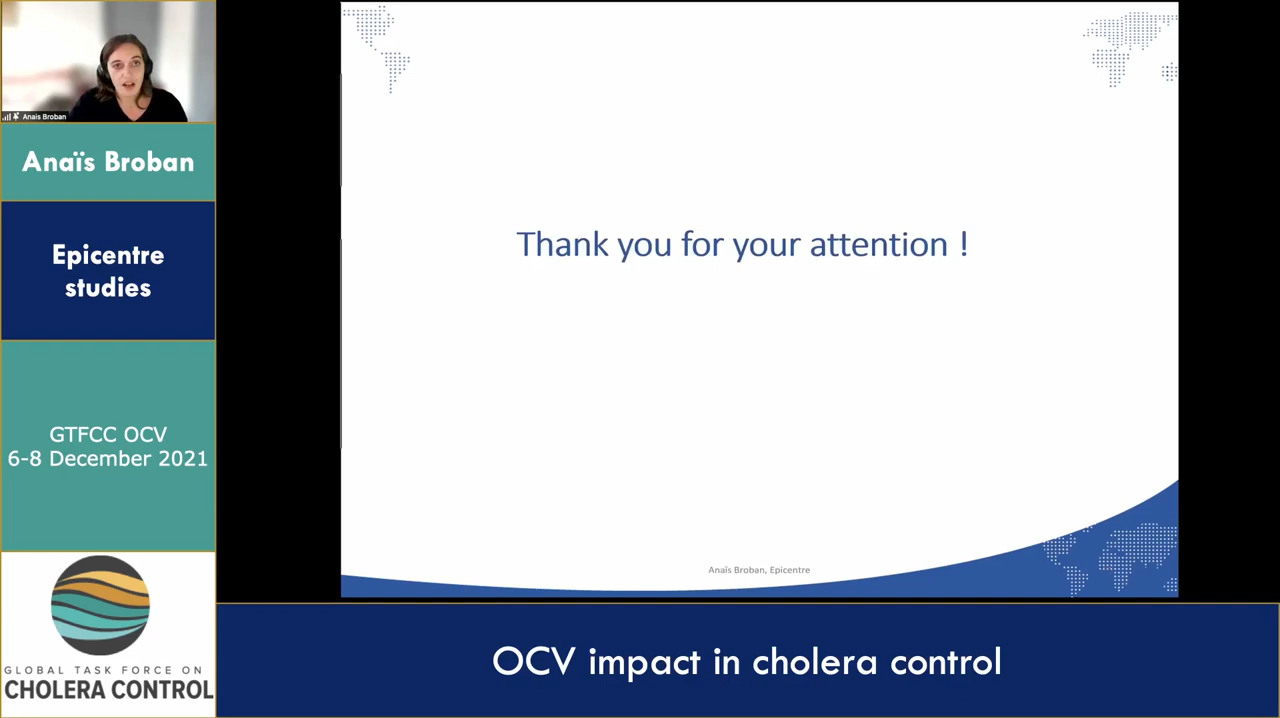 Anais Broban
Anaïs Broban
Epicentre
studies
GTFCC OCV
6-8 December 2021
GLOBAL TASK FORCE ON
CHOLERA CONTROL
Thank you for your attention !
Anaïs Broban, Epicentre
OCV impact in cholera control